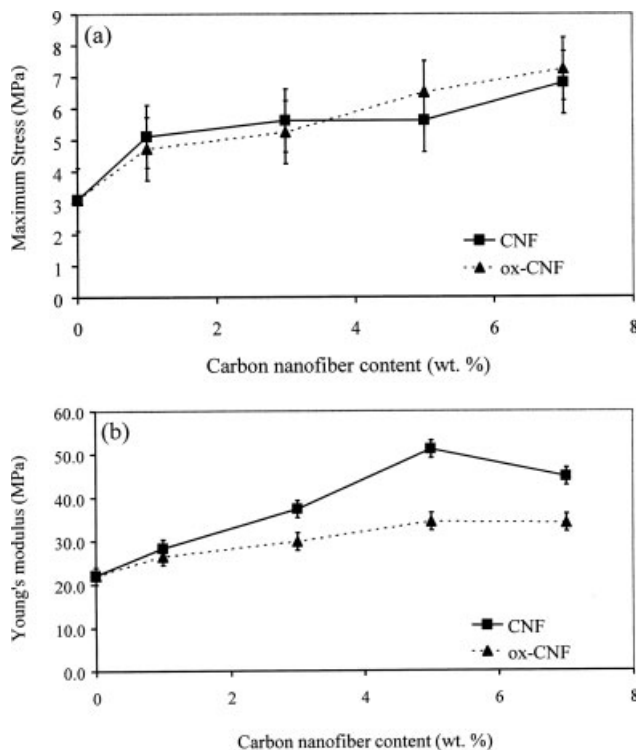 (a)
Maximum Stress (MPa)
9
8
7
6
5
4
3
2
1
0
CNF
ox-CNF
0 2 4 6 8
Carbon nanofiber content (wt. %)
(b)
Young's modulus (MPa)
60.0
50.0
40.0
30.0
20.0
10.0
0.0
CNF
ox-CNF
0 2 4 6 8
Carbon nanofiber content (wt. %)